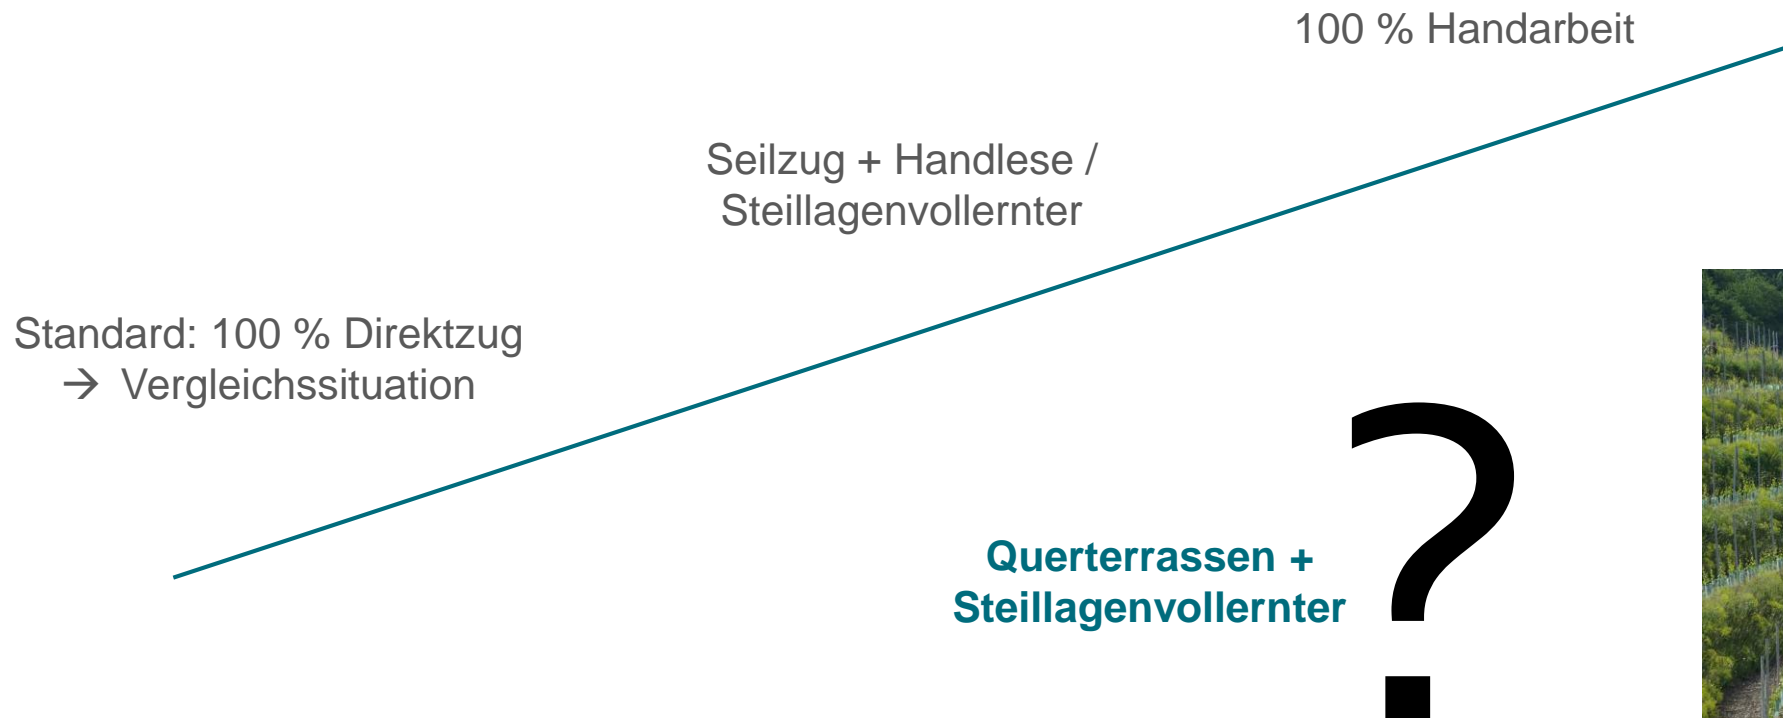 100 % Handarbeit
Seilzug + Handlese /
Steillagenvollernter
Standard: 100 % Direktzug
→ Vergleichssituation
Querterrassen +
Steillagenvollernter
?